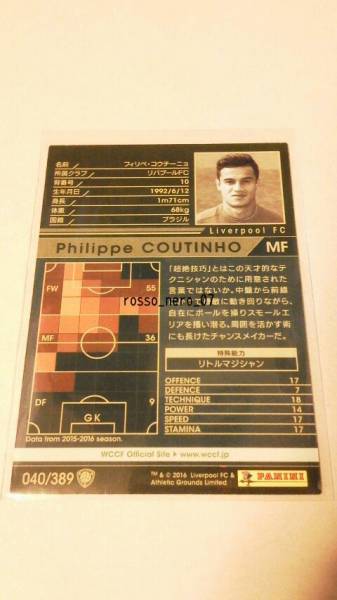 名前 フィリペ・コウチーニョ
所属クラブ リバプールFC
背番号 10
生年月日 1992/6/12
身長 1m71cm
体重 68kg
国籍 ブラジル
Liverpool FC
Philippe COUTINHO MF
FW 55
MF 36
DF 9
GK
Data from 2015-2016 season.
「超絶技巧」とはこの天才的なテ
クニシャンのために用意された
言葉ではないか。中盤から前線
に動き回りながら、
自在にボールを操りスモールエ
リアを掻い潜る。周囲を活かす術
にも長けたチャンスメイカーだ。
rosso_nero_07
特殊能力
リトルマジシャン
OFFENCE 17
DEFENCE 7
TECHNIQUE 18
POWER 14
SPEED 17
STAMINA 17
WCCF Official Site ▶ www.wccf.jp
040/389
™ & © 2016 Liverpool FC &
Athletic Grounds Limited
PANINI